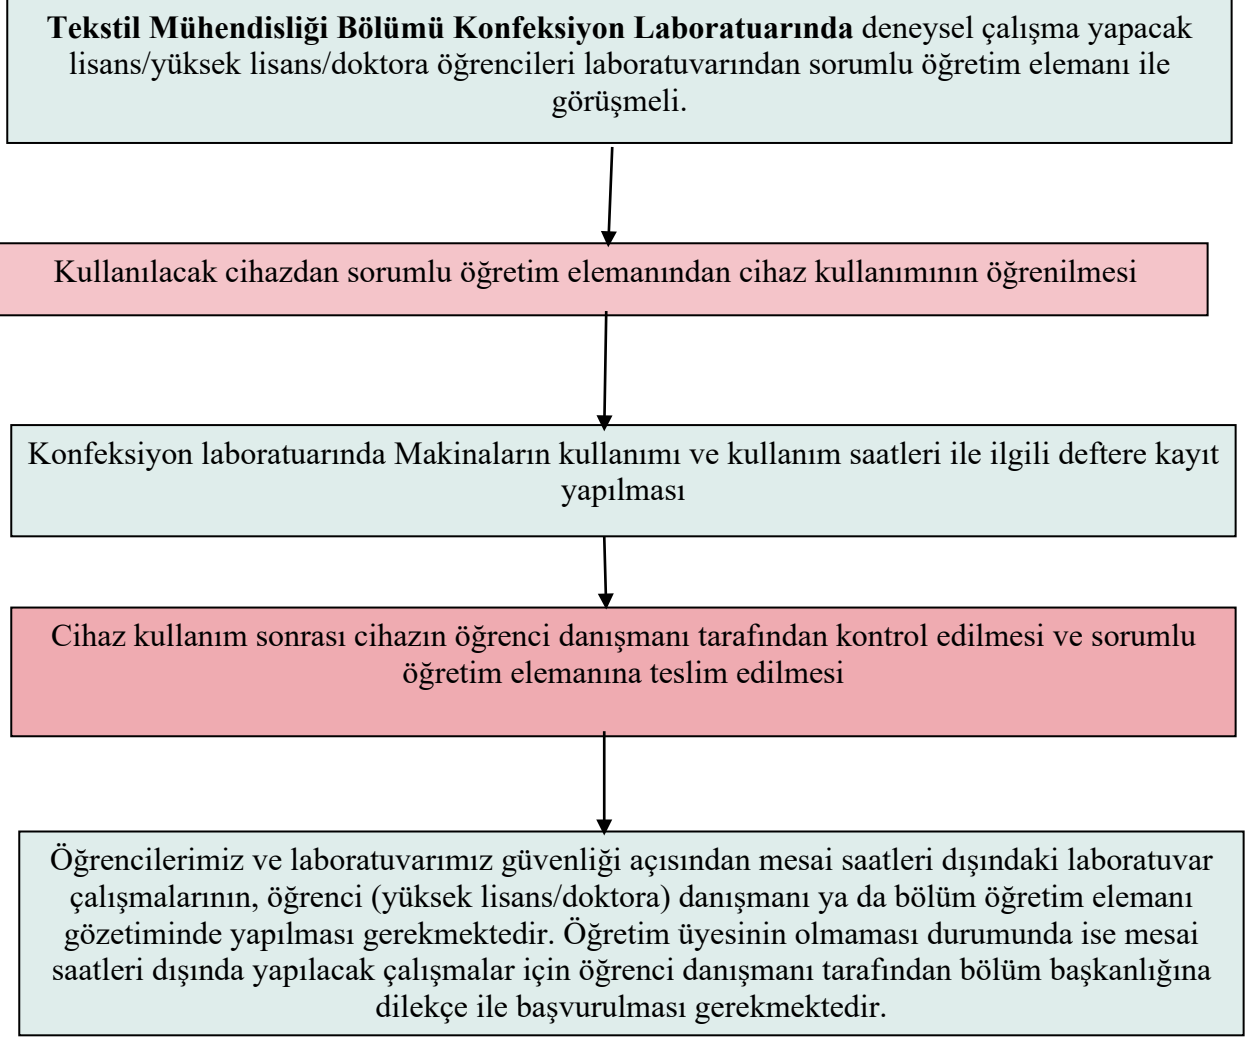 Tekstil Mühendisliği Bölümü Konfeksiyon Laboratuarında deneysel çalışma yapacak
lisans/yüksek lisans/doktora öğrencileri laboratuvarından sorumlu öğretim elemanı ile
görüşmeli.
Kullanılacak cihazdan sorumlu öğretim elemanından cihaz kullanımının öğrenilmesi
Konfeksiyon laboratuarında Makinaların kullanımı ve kullanım saatleri ile ilgili deftere kayıt
yapılması
Cihaz kullanım sonrası cihazın öğrenci danışmanı tarafından kontrol edilmesi ve sorumlu
öğretim elemanına teslim edilmesi
Öğrencilerimiz ve laboratuvarımız güvenliği açısından mesai saatleri dışındaki laboratuvar
çalışmalarının, öğrenci (yüksek lisans/doktora) danışmanı ya da bölüm öğretim elemanı
gözetiminde yapılması gerekmektedir. Öğretim üyesinin olmaması durumunda ise mesai
saatleri dışında yapılacak çalışmalar için öğrenci danışmanı tarafından bölüm başkanlığına
dilekçe ile başvurulması gerekmektedir.